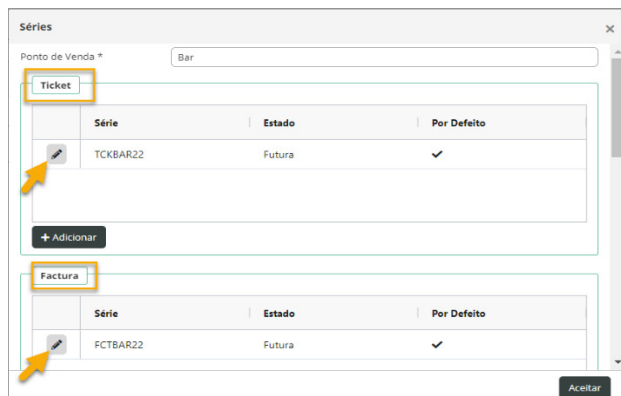 Séries
Ponto de Venda * Bar
Ticket
Série Estado Por Defeito
TCKBAR22 Futura
+ Adicionar
Factura
Série Estado Por Defeito
FCTBAR22 Futura
Aceitar